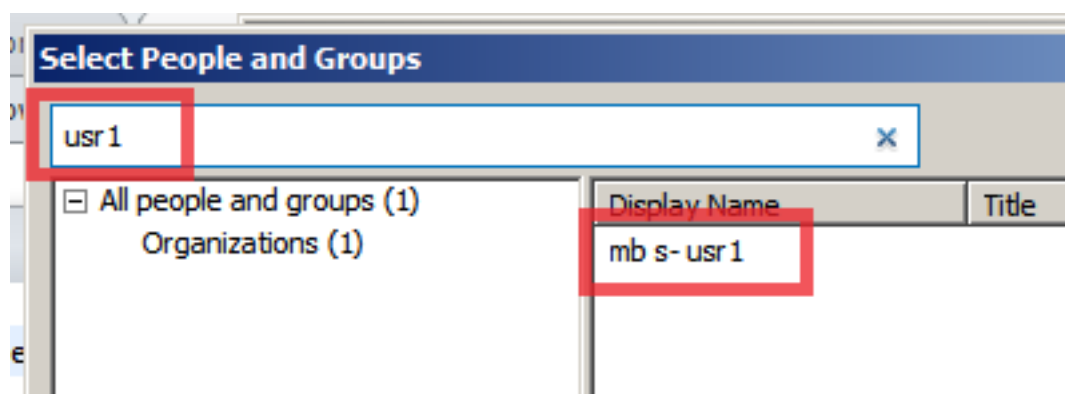 Select People and Groups
usr1
All people and groups (1)
Organizations (1)
Display Name
Title
mb s-usr1